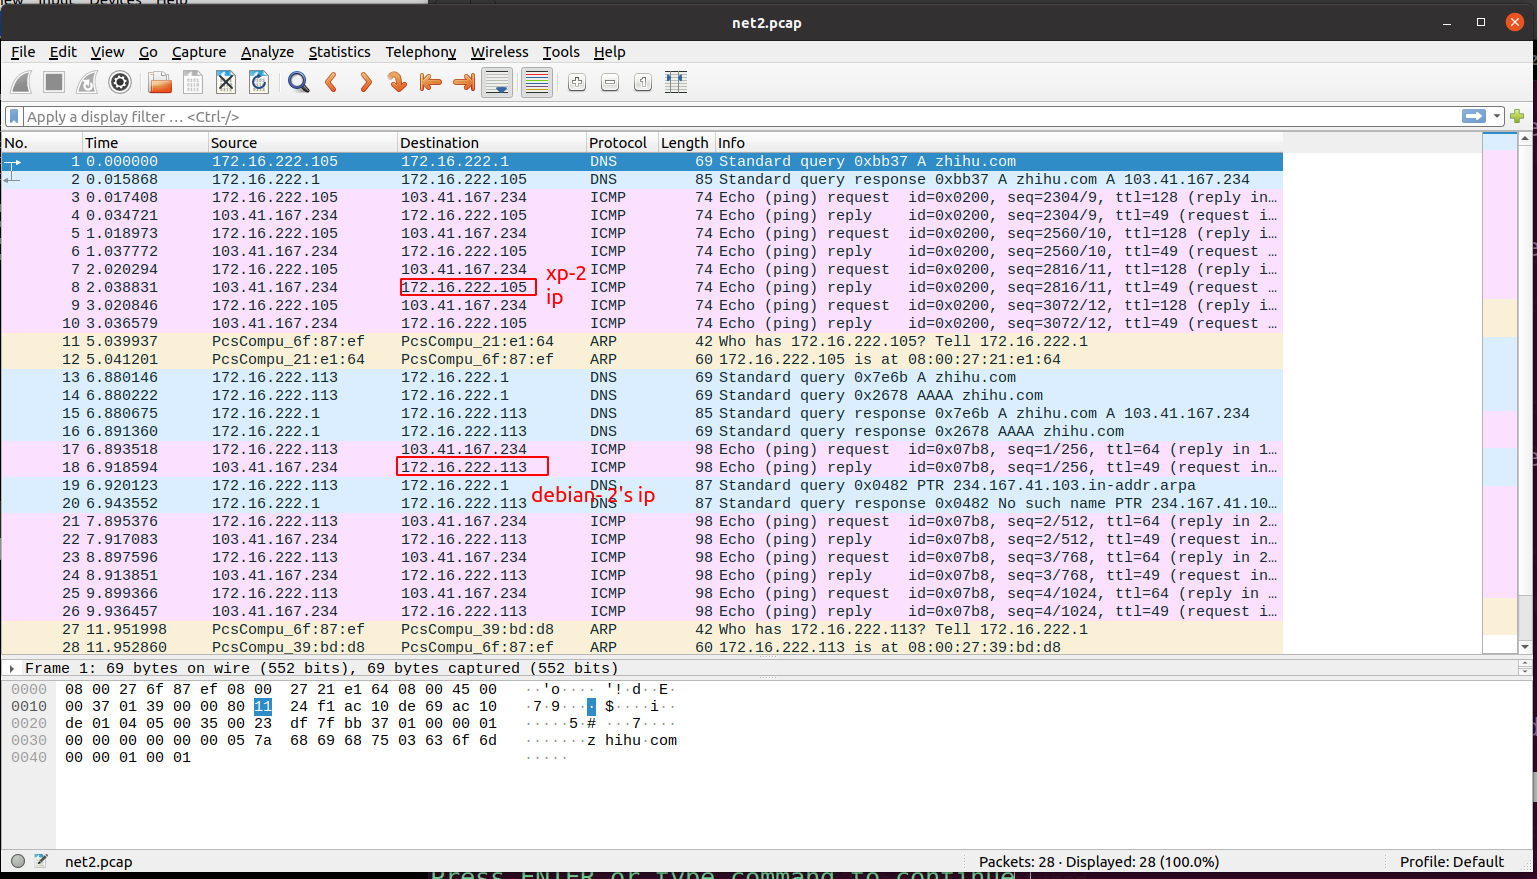 Input Devices Help
net2.pcap
File Edit View Go Capture Analyze Statistics Telephony Wireless Tools Help
Apply a display filter … <Ctrl-/>
No. Time Source Destination Protocol Length Info
1 0.000000 172.16.222.105 172.16.222.1 DNS 69 Standard query 0xbb37 A zhihu.com
2 0.015868 172.16.222.1 172.16.222.105 DNS 85 Standard query response 0xbb37 A zhihu.com A 103.41.167.234
3 0.017408 172.16.222.105 103.41.167.234 ICMP 74 Echo (ping) request id=0x0200, seq=2304/9, ttl=128 (reply in…
4 0.034721 103.41.167.234 172.16.222.105 ICMP 74 Echo (ping) reply id=0x0200, seq=2304/9, ttl=49 (request in…
5 1.018973 172.16.222.105 103.41.167.234 ICMP 74 Echo (ping) request id=0x0200, seq=2560/10, ttl=128 (reply i…
6 1.037772 103.41.167.234 172.16.222.105 ICMP 74 Echo (ping) reply id=0x0200, seq=2560/10, ttl=49 (request …
7 2.020294 172.16.222.105 103.41.167.234 ICMP 74 Echo (ping) request id=0x0200, seq=2816/11, ttl=128 (reply i…
xp-2
8 2.038831 103.41.167.234 172.16.222.105 ICMP 74 Echo (ping) reply id=0x0200, seq=2816/11, ttl=49 (request …
ip
9 3.020846 172.16.222.105 103.41.167.234 ICMP 74 Echo (ping) request id=0x0200, seq=3072/12, ttl=128 (reply i…
10 3.036579 103.41.167.234 172.16.222.105 ICMP 74 Echo (ping) reply id=0x0200, seq=3072/12, ttl=49 (request …
11 5.039937 PcsCompu_6f:87:ef PcsCompu_21:e1:64 ARP 42 Who has 172.16.222.105? Tell 172.16.222.1
12 5.041201 PcsCompu_21:e1:64 PcsCompu_6f:87:ef ARP 60 172.16.222.105 is at 08:00:27:21:e1:64
13 6.880146 172.16.222.113 172.16.222.1 DNS 69 Standard query 0x7e6b A zhihu.com
14 6.880222 172.16.222.113 172.16.222.1 DNS 69 Standard query 0x2678 AAAA zhihu.com
15 6.880675 172.16.222.1 172.16.222.113 DNS 85 Standard query response 0x7e6b A zhihu.com A 103.41.167.234
16 6.891360 172.16.222.1 172.16.222.113 DNS 69 Standard query response 0x2678 AAAA zhihu.com
17 6.893518 172.16.222.113 103.41.167.234 ICMP 98 Echo (ping) request id=0x07b8, seq=1/256, ttl=64 (reply in 1…
18 6.918594 103.41.167.234 172.16.222.113 ICMP 98 Echo (ping) reply id=0x07b8, seq=1/256, ttl=49 (request in…
19 6.920123 172.16.222.113 172.16.222.1 DNS 87 Standard query 0x0482 PTR 234.167.41.103.in-addr.arpa
debian-2's ip
20 6.943552 172.16.222.1 172.16.222.113 DNS 87 Standard query response 0x0482 No such name PTR 234.167.41.10…
21 7.895376 172.16.222.113 103.41.167.234 ICMP 98 Echo (ping) request id=0x07b8, seq=2/512, ttl=64 (reply in 2…
22 7.917083 103.41.167.234 172.16.222.113 ICMP 98 Echo (ping) reply id=0x07b8, seq=2/512, ttl=49 (request in…
23 8.897596 172.16.222.113 103.41.167.234 ICMP 98 Echo (ping) request id=0x07b8, seq=3/768, ttl=64 (reply in 2…
24 8.913851 103.41.167.234 172.16.222.113 ICMP 98 Echo (ping) reply id=0x07b8, seq=3/768, ttl=49 (request in…
25 9.899366 172.16.222.113 103.41.167.234 ICMP 98 Echo (ping) request id=0x07b8, seq=4/1024, ttl=64 (reply in …
26 9.936457 103.41.167.234 172.16.222.113 ICMP 98 Echo (ping) reply id=0x07b8, seq=4/1024, ttl=49 (request i…
27 11.951998 PcsCompu_6f:87:ef PcsCompu_39:bd:d8 ARP 42 Who has 172.16.222.113? Tell 172.16.222.1
28 11.952860 PcsCompu_39:bd:d8 PcsCompu_6f:87:ef ARP 60 172.16.222.113 is at 08:00:27:39:bd:d8
Frame 1: 69 bytes on wire (552 bits), 69 bytes captured (552 bits)
0000 08 00 27 6f 87 ef 08 00 27 21 e1 64 08 00 45 00 ··'o···· '!·d··E·
0010 00 37 01 39 00 00 80 11 24 f1 ac 10 de 69 ac 10 ·7·9···· $····i··
0020 de 01 04 05 00 35 00 23 df 7f bb 37 01 00 00 01 ·····5·# ···7····
0030 00 00 00 00 00 00 05 7a 68 69 68 75 03 63 6f 6d ·······z hihu·com
0040 00 00 01 00 01 ·····
net2.pcap Packets: 28 · Displayed: 28 (100.0%) Profile: Default
Press ENTER or type command to continue